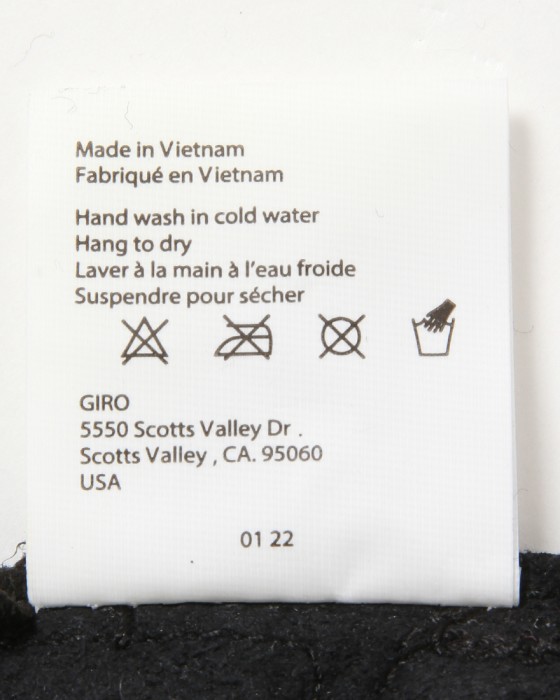 Made in Vietnam
Fabriqué en Vietnam
Hand wash in cold water
Hang to dry
Laver à la main à l'eau froide
Suspendre pour sécher
GIRO
5550 Scotts Valley Dr .
Scotts Valley , CA. 95060
USA
01 22